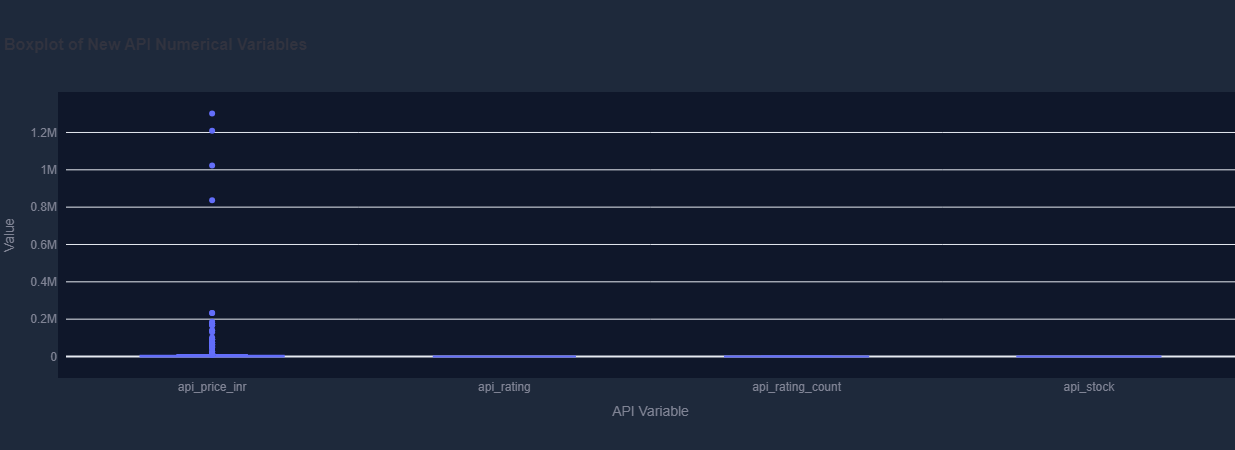 Boxplot of New API Numerical Variables
1.2M
1M
0.8M
0.6M
0.4M
0.2M
0
Value
api_price_inr
api_rating
api_rating_count
api_stock
API Variable